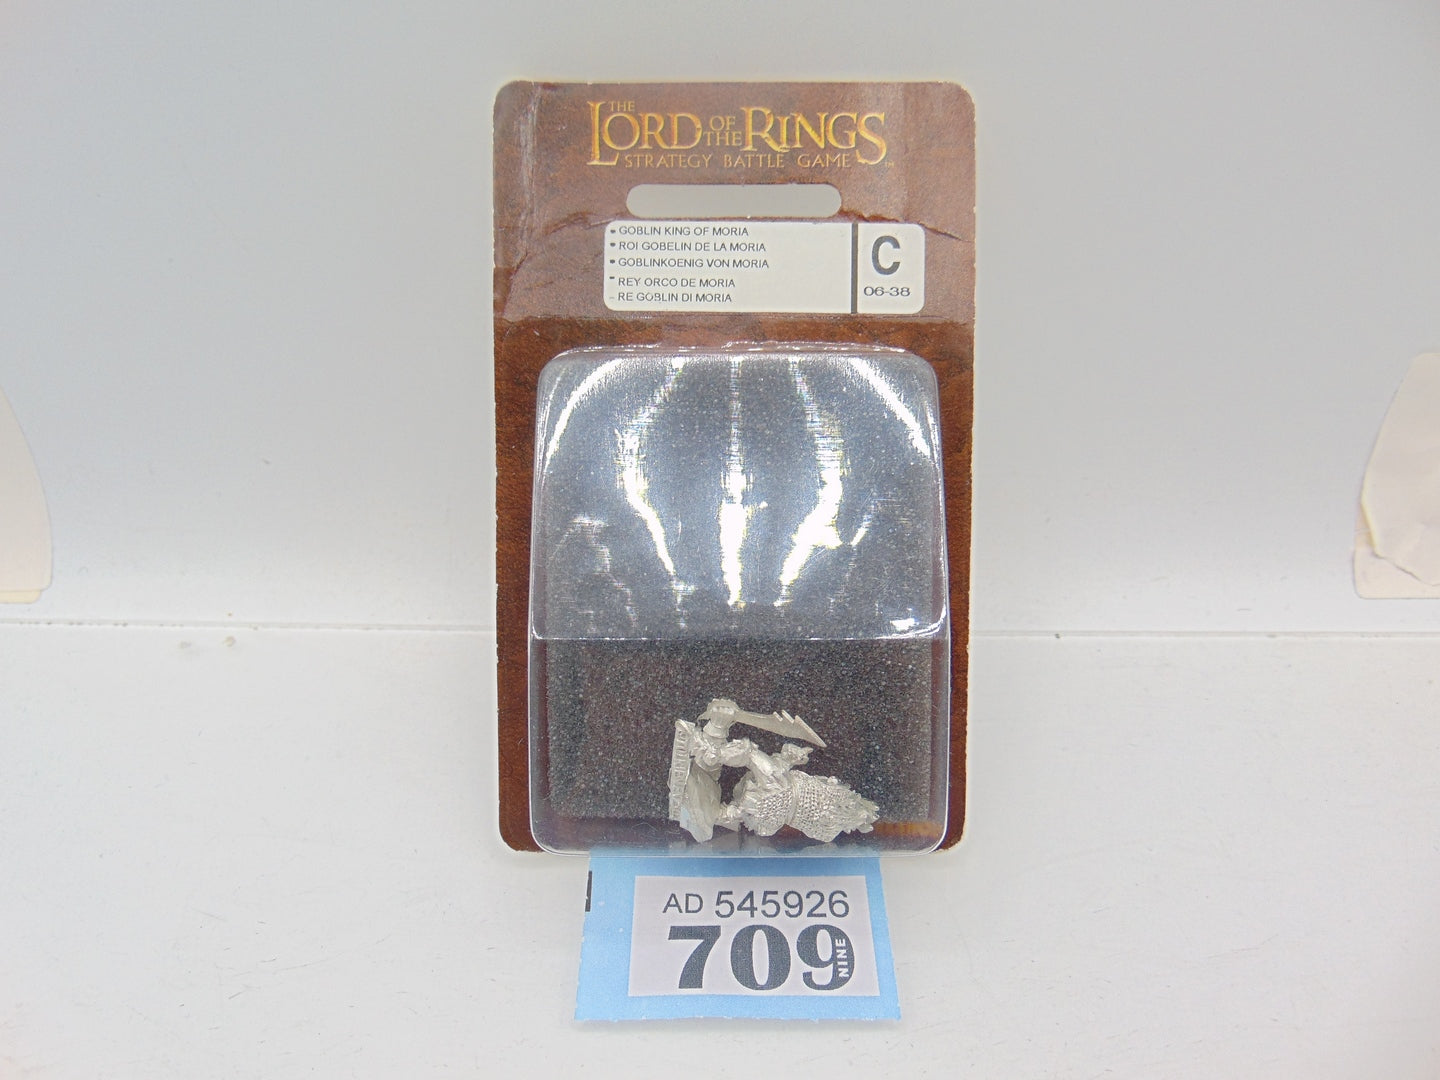 THE
LORD OF THE RINGS
STRATEGY BATTLE GAME™
• GOBLIN KING OF MORIA
• ROI GOBELIN DE LA MORIA
• GOBLINKOENIG VON MORIA
- REY ORCO DE MORIA
- RE GOBLIN DI MORIA
C
06-38
AD 545926
709
NINE